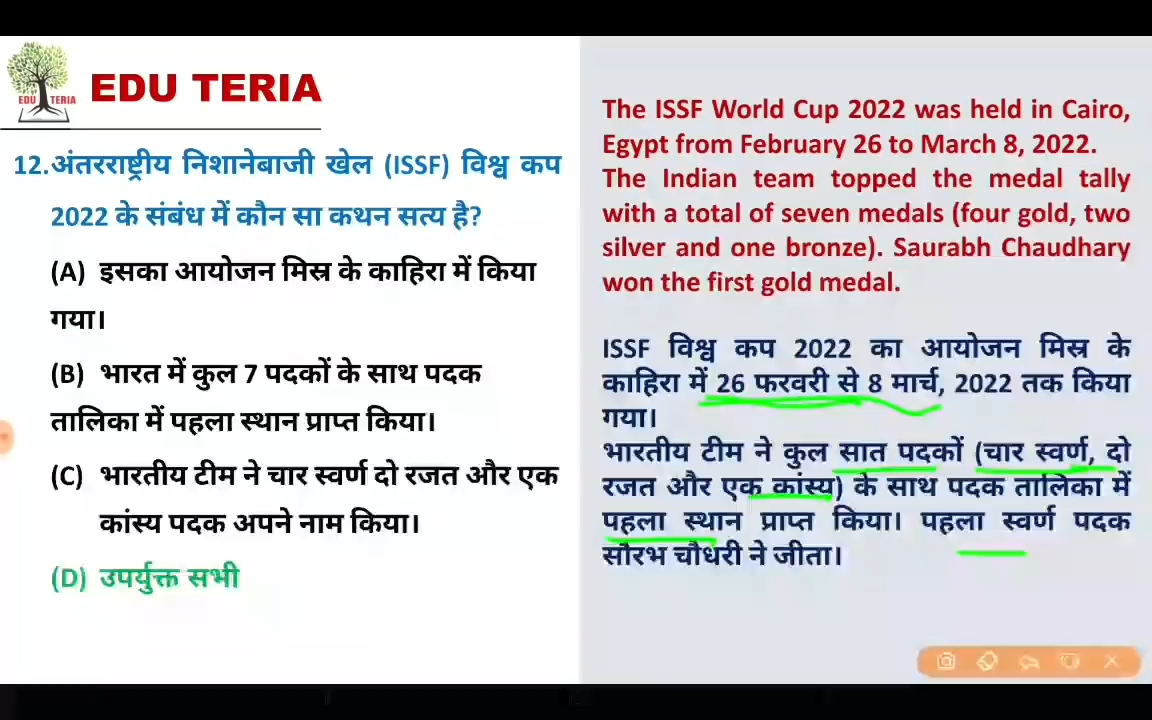 EDU TERIA
EDU TERIA
12.अंतरराष्ट्रीय निशानेबाजी खेल (ISSF) विश्व कप
2022 के संबंध में कौन सा कथन सत्य है?
(A) इसका आयोजन मिस्र के काहिरा में किया
गया।
(B) भारत में कुल 7 पदकों के साथ पदक
तालिका में पहला स्थान प्राप्त किया।
(C) भारतीय टीम ने चार स्वर्ण दो रजत और एक
कांस्य पदक अपने नाम किया।
(D) उपर्युक्त सभी
The ISSF World Cup 2022 was held in Cairo,
Egypt from February 26 to March 8, 2022.
The Indian team topped the medal tally
with a total of seven medals (four gold, two
silver and one bronze). Saurabh Chaudhary
won the first gold medal.
ISSF विश्व कप 2022 का आयोजन मिस्र के
काहिरा में 26 फरवरी से 8 मार्च, 2022 तक किया
गया।
भारतीय टीम ने कुल सात पदकों (चार स्वर्ण, दो
रजत और एक कांस्य) के साथ पदक तालिका में
पहला स्थान प्राप्त किया। पहला स्वर्ण पदक
सौरभ चौधरी ने जीता।